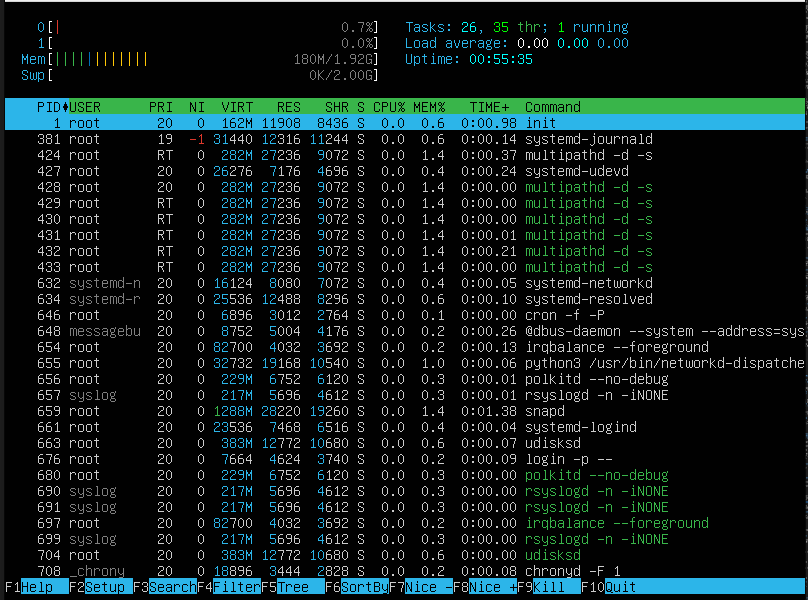 0[| 0.7%] Tasks: 26, 35 thr; 1 running
1[ 0.0%] Load average: 0.00 0.00 0.00
Mem[|||||||||||| 180M/1.92G] Uptime: 00:55:35
Swp[ 0K/2.00G]
PID♦USER PRI NI VIRT RES SHR S CPU% MEM% TIME+ Command
1 root 20 0 162M 11908 8436 S 0.0 0.6 0:00.98 init
381 root 19 -1 31440 12316 11244 S 0.0 0.6 0:00.14 systemd-journald
424 root RT 0 282M 27236 9072 S 0.0 1.4 0:00.37 multipathd -d -s
427 root 20 0 26276 7176 4696 S 0.0 0.4 0:00.24 systemd-udevd
428 root 20 0 282M 27236 9072 S 0.0 1.4 0:00.00 multipathd -d -s
429 root RT 0 282M 27236 9072 S 0.0 1.4 0:00.00 multipathd -d -s
430 root RT 0 282M 27236 9072 S 0.0 1.4 0:00.00 multipathd -d -s
431 root RT 0 282M 27236 9072 S 0.0 1.4 0:00.01 multipathd -d -s
432 root RT 0 282M 27236 9072 S 0.0 1.4 0:00.21 multipathd -d -s
433 root RT 0 282M 27236 9072 S 0.0 1.4 0:00.00 multipathd -d -s
632 systemd-n 20 0 16124 8080 7072 S 0.0 0.4 0:00.05 systemd-networkd
634 systemd-r 20 0 25536 12488 8296 S 0.0 0.6 0:00.10 systemd-resolved
646 root 20 0 6896 3012 2764 S 0.0 0.1 0:00.00 cron -f -P
648 messagebu 20 0 8752 5004 4176 S 0.0 0.2 0:00.26 @dbus-daemon --system --address=sys
654 root 20 0 82700 4032 3692 S 0.0 0.2 0:00.13 irqbalance --foreground
655 root 20 0 32732 19168 10540 S 0.0 1.0 0:00.06 python3 /usr/bin/networkd-dispatche
656 root 20 0 229M 6752 6120 S 0.0 0.3 0:00.01 polkitd --no-debug
657 syslog 20 0 217M 5696 4612 S 0.0 0.3 0:00.01 rsyslogd -n -iNONE
659 root 20 0 1288M 28220 19260 S 0.0 1.4 0:01.38 snapd
661 root 20 0 23536 7468 6516 S 0.0 0.4 0:00.04 systemd-logind
663 root 20 0 383M 12772 10680 S 0.0 0.6 0:00.07 udisksd
676 root 20 0 7664 4624 3740 S 0.0 0.2 0:00.09 login -p --
680 root 20 0 229M 6752 6120 S 0.0 0.3 0:00.00 polkitd --no-debug
690 syslog 20 0 217M 5696 4612 S 0.0 0.3 0:00.00 rsyslogd -n -iNONE
691 syslog 20 0 217M 5696 4612 S 0.0 0.3 0:00.00 rsyslogd -n -iNONE
697 root 20 0 82700 4032 3692 S 0.0 0.2 0:00.00 irqbalance --foreground
699 syslog 20 0 217M 5696 4612 S 0.0 0.3 0:00.00 rsyslogd -n -iNONE
704 root 20 0 383M 12772 10680 S 0.0 0.6 0:00.00 udisksd
708 _chrony 20 0 18896 3444 2828 S 0.0 0.2 0:00.08 chronyd -F 1
F1Help F2Setup F3SearchF4FilterF5Tree F6SortByF7Nice -F8Nice +F9Kill F10Quit